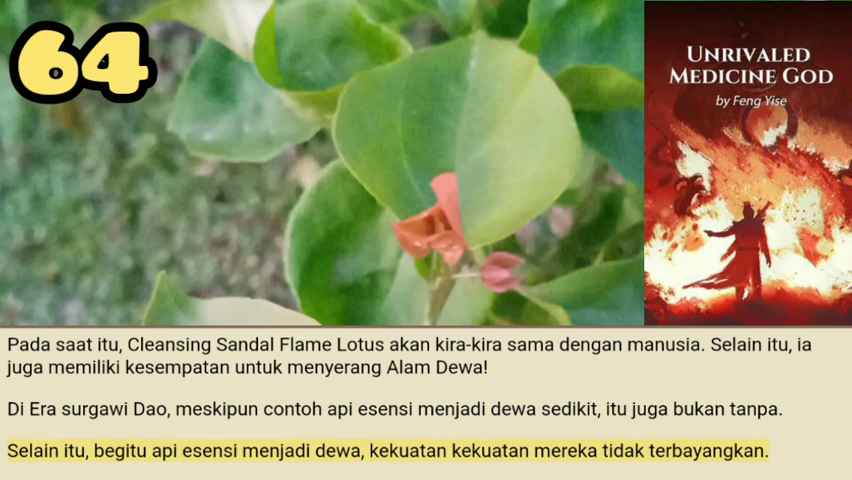 64
UNRIVALED
MEDICINE GOD
by Feng Yise
Pada saat itu, Cleansing Sandal Flame Lotus akan kira-kira sama dengan manusia. Selain itu, ia
juga memiliki kesempatan untuk menyerang Alam Dewa!
Di Era surgawi Dao, meskipun contoh api esensi menjadi dewa sedikit, itu juga bukan tanpa.
Selain itu, begitu api esensi menjadi dewa, kekuatan kekuatan mereka tidak terbayangkan.